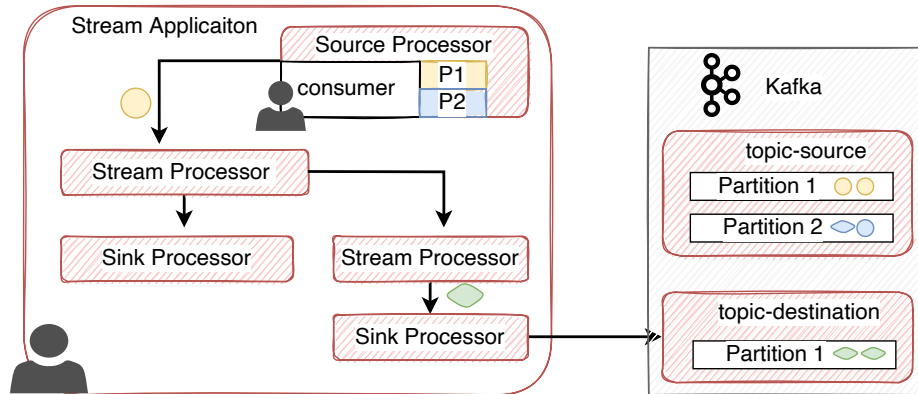 Stream Applicaiton
Source Processor
consumer
P1
P2
Stream Processor
Sink Processor
Stream Processor
Sink Processor
Kafka
topic-source
Partition 1
Partition 2
topic-destination
Partition 1